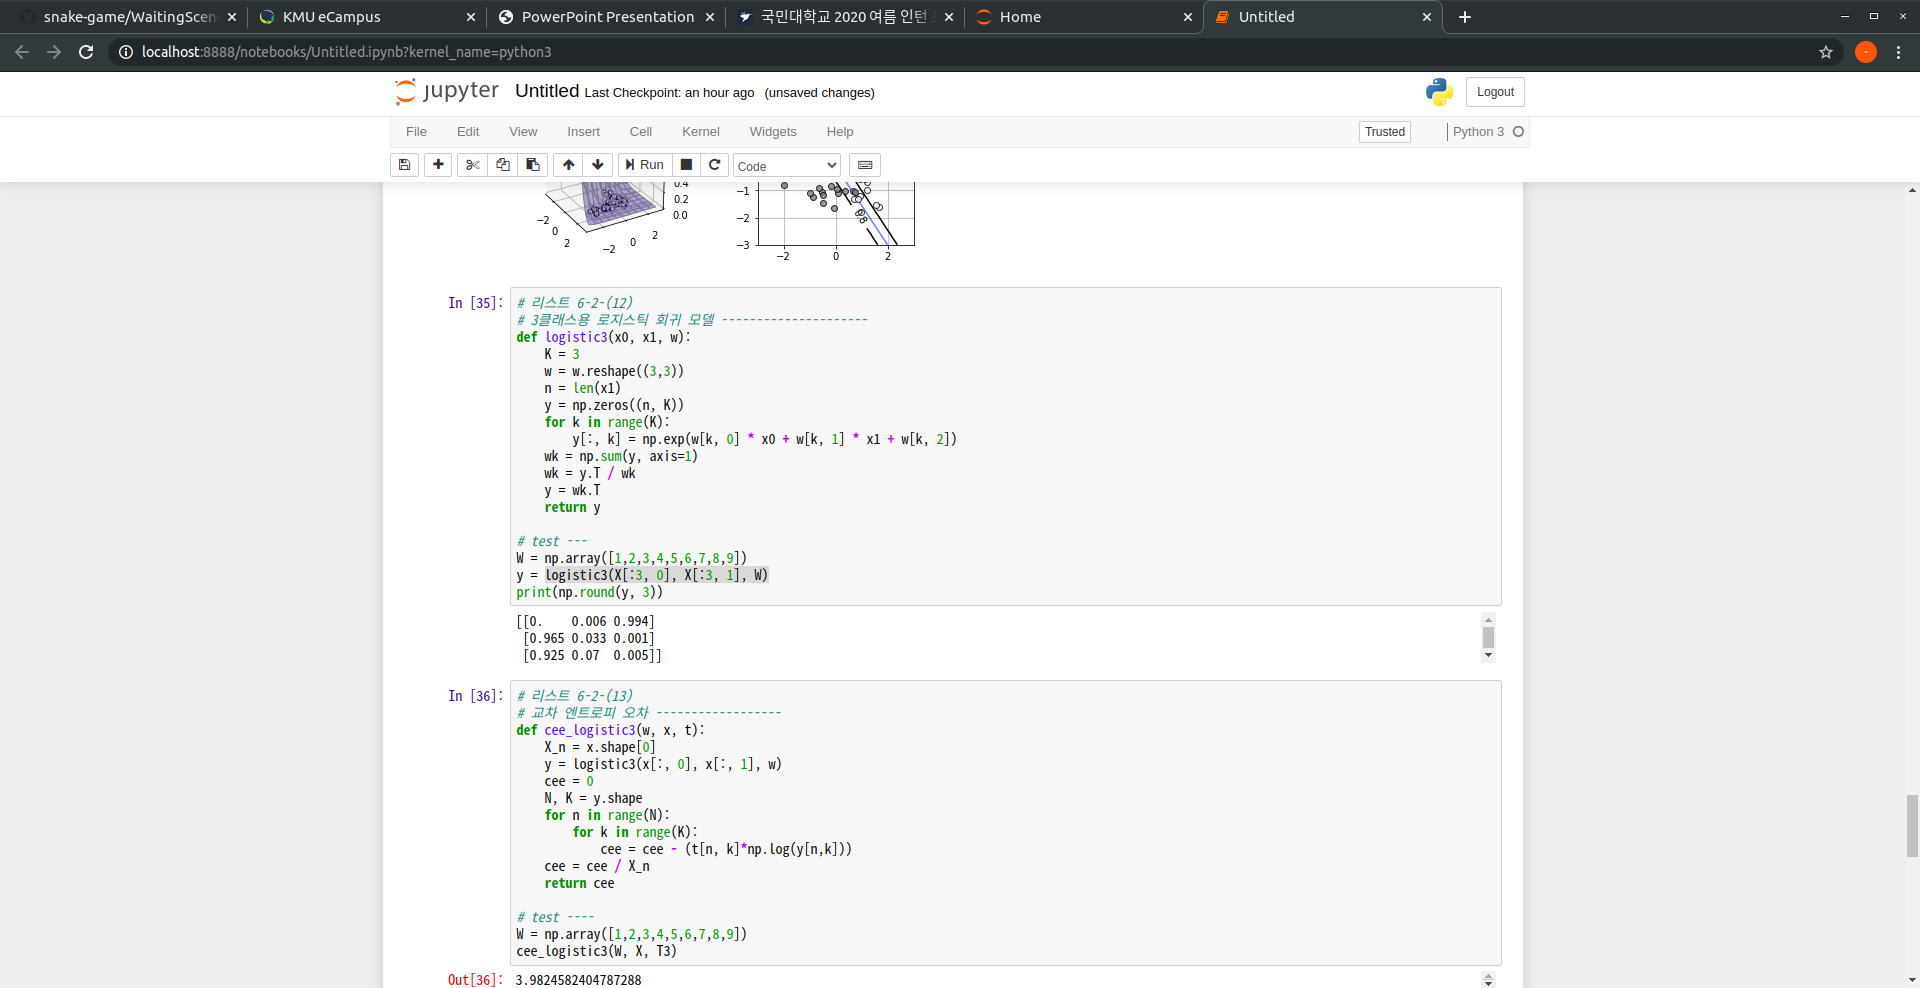 snake-game/WaitingScen
KMU eCampus
PowerPoint Presentation
국민대학교 2020 여름 인턴
Home
Untitled
localhost:8888/notebooks/Untitled.ipynb?kernel_name=python3
jupyter Untitled Last Checkpoint: an hour ago (unsaved changes)
Logout
File Edit View Insert Cell Kernel Widgets Help
Trusted
Python 3
Run
Code
0.4
0.2
0.0
−2
0
2
−2
0
2
−1
−2
−3
0.8
−2
0
2
In [35]:
# 리스트 6-2-(12)
# 3클래스용 로지스틱 회귀 모델 ---------------------
def logistic3(x0, x1, w):
    K = 3
    w = w.reshape((3,3))
    n = len(x1)
    y = np.zeros((n, K))
    for k in range(K):
        y[:, k] = np.exp(w[k, 0] * x0 + w[k, 1] * x1 + w[k, 2])
    wk = np.sum(y, axis=1)
    wk = y.T / wk
    y = wk.T
    return y
# test ---
W = np.array([1,2,3,4,5,6,7,8,9])
y = logistic3(X[:3, 0], X[:3, 1], W)
print(np.round(y, 3))
[[0.    0.006 0.994]
 [0.965 0.033 0.001]
 [0.925 0.07  0.005]]
In [36]:
# 리스트 6-2-(13)
# 교차 엔트로피 오차 ------------------
def cee_logistic3(w, x, t):
    X_n = x.shape[0]
    y = logistic3(x[:, 0], x[:, 1], w)
    cee = 0
    N, K = y.shape
    for n in range(N):
        for k in range(K):
            cee = cee - (t[n, k]*np.log(y[n,k]))
    cee = cee / X_n
    return cee
# test ----
W = np.array([1,2,3,4,5,6,7,8,9])
cee_logistic3(W, X, T3)
Out[36]: 3.9824582404787288